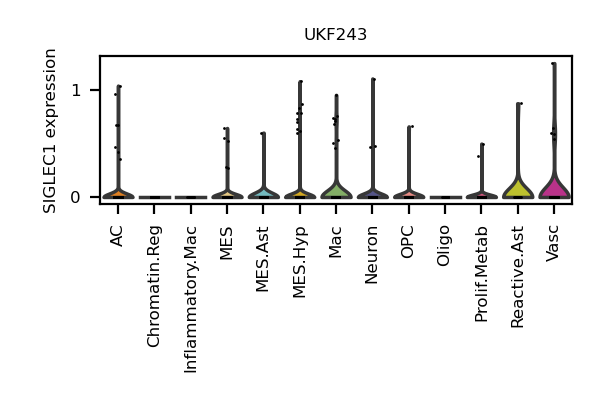 UKF243
SIGLEC1 expression
1
0
AC
Chromatin.Reg
Inflammatory.Mac
MES
MES.Ast
MES.Hyp
Mac
Neuron
OPC
Oligo
Prolif.Metab
Reactive.Ast
Vasc